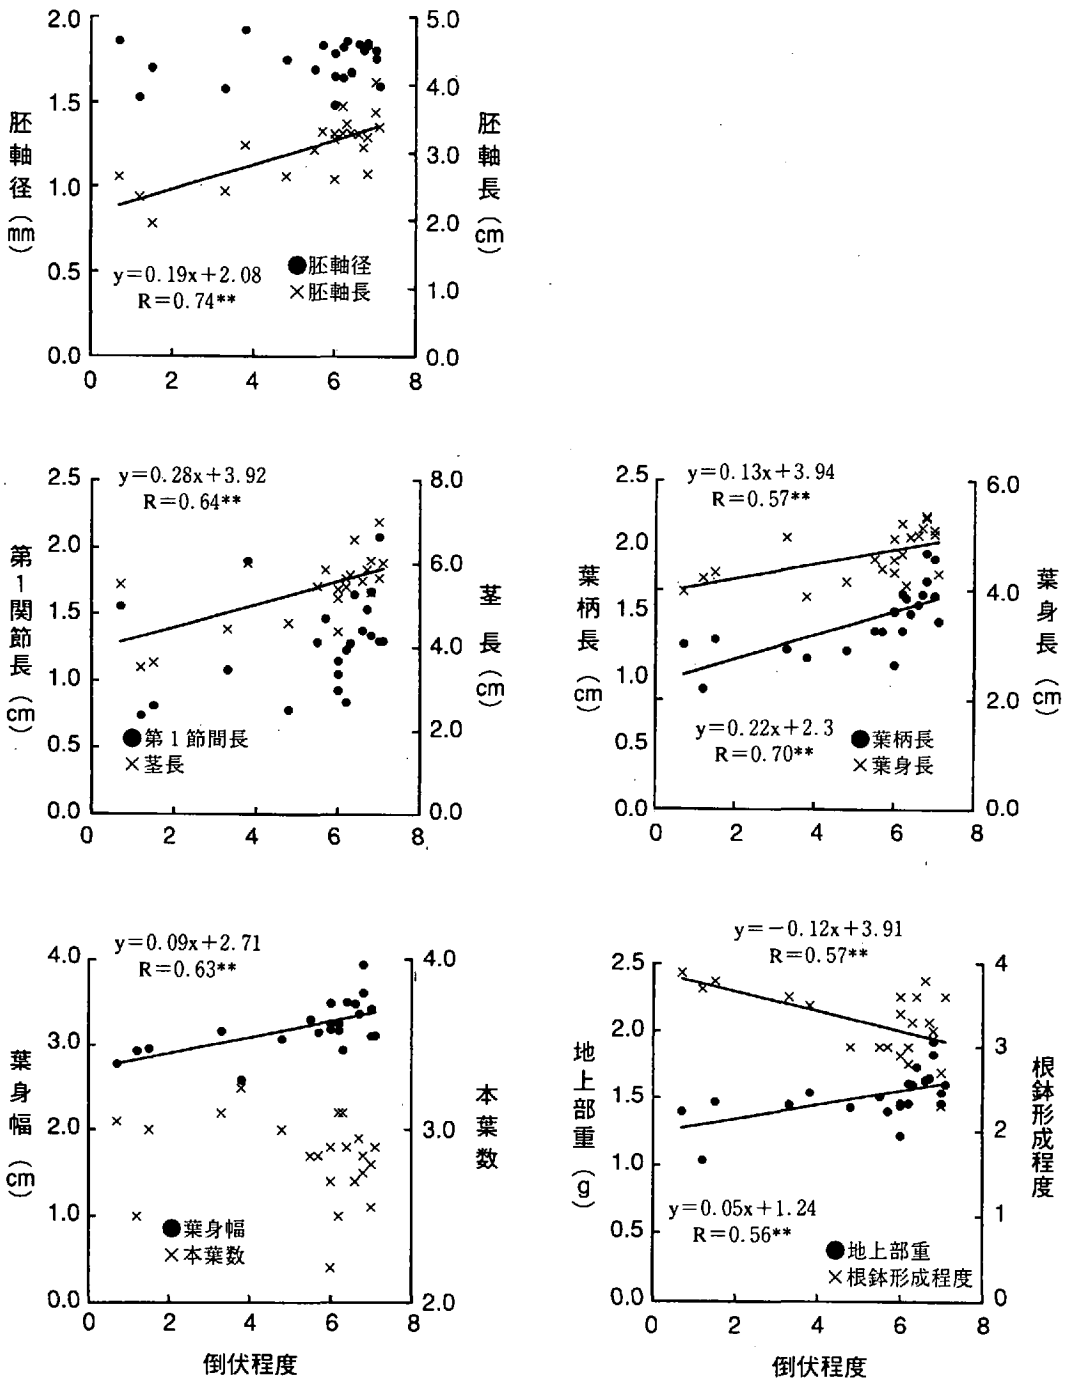 2.0
1.5
1.0
0.5
0.0
胚軸径(mm)
5.0
4.0
3.0
2.0
1.0
0.0
胚軸長(cm)
y=0.19x+2.08
R=0.74**
●胚軸径
×胚軸長
0 2 4 6 8
2.5
2.0
1.5
1.0
0.5
0.0
第1関節長(cm)
8.0
6.0
4.0
2.0
0.0
茎長(cm)
y=0.28x+3.92
R=0.64**
●第1節間長
×茎長
0 2 4 6 8
2.5
2.0
1.5
1.0
0.5
0.0
葉柄長(cm)
6.0
4.0
2.0
0.0
葉身長(cm)
y=0.13x+3.94
R=0.57**
y=0.22x+2.3
R=0.70**
●葉柄長
×葉身長
0 2 4 6 8
4.0
3.0
2.0
1.0
0.0
葉身幅(cm)
4.0
3.0
2.0
本葉数
y=0.09x+2.71
R=0.63**
●葉身幅
×本葉数
0 2 4 6 8
倒伏程度
2.5
2.0
1.5
1.0
0.5
0.0
地上部重(g)
4
3
2
1
0
根鉢形成程度
y=-0.12x+3.91
R=0.57**
y=0.05x+1.24
R=0.56**
●地上部重
×根鉢形成程度
0 2 4 6 8
倒伏程度